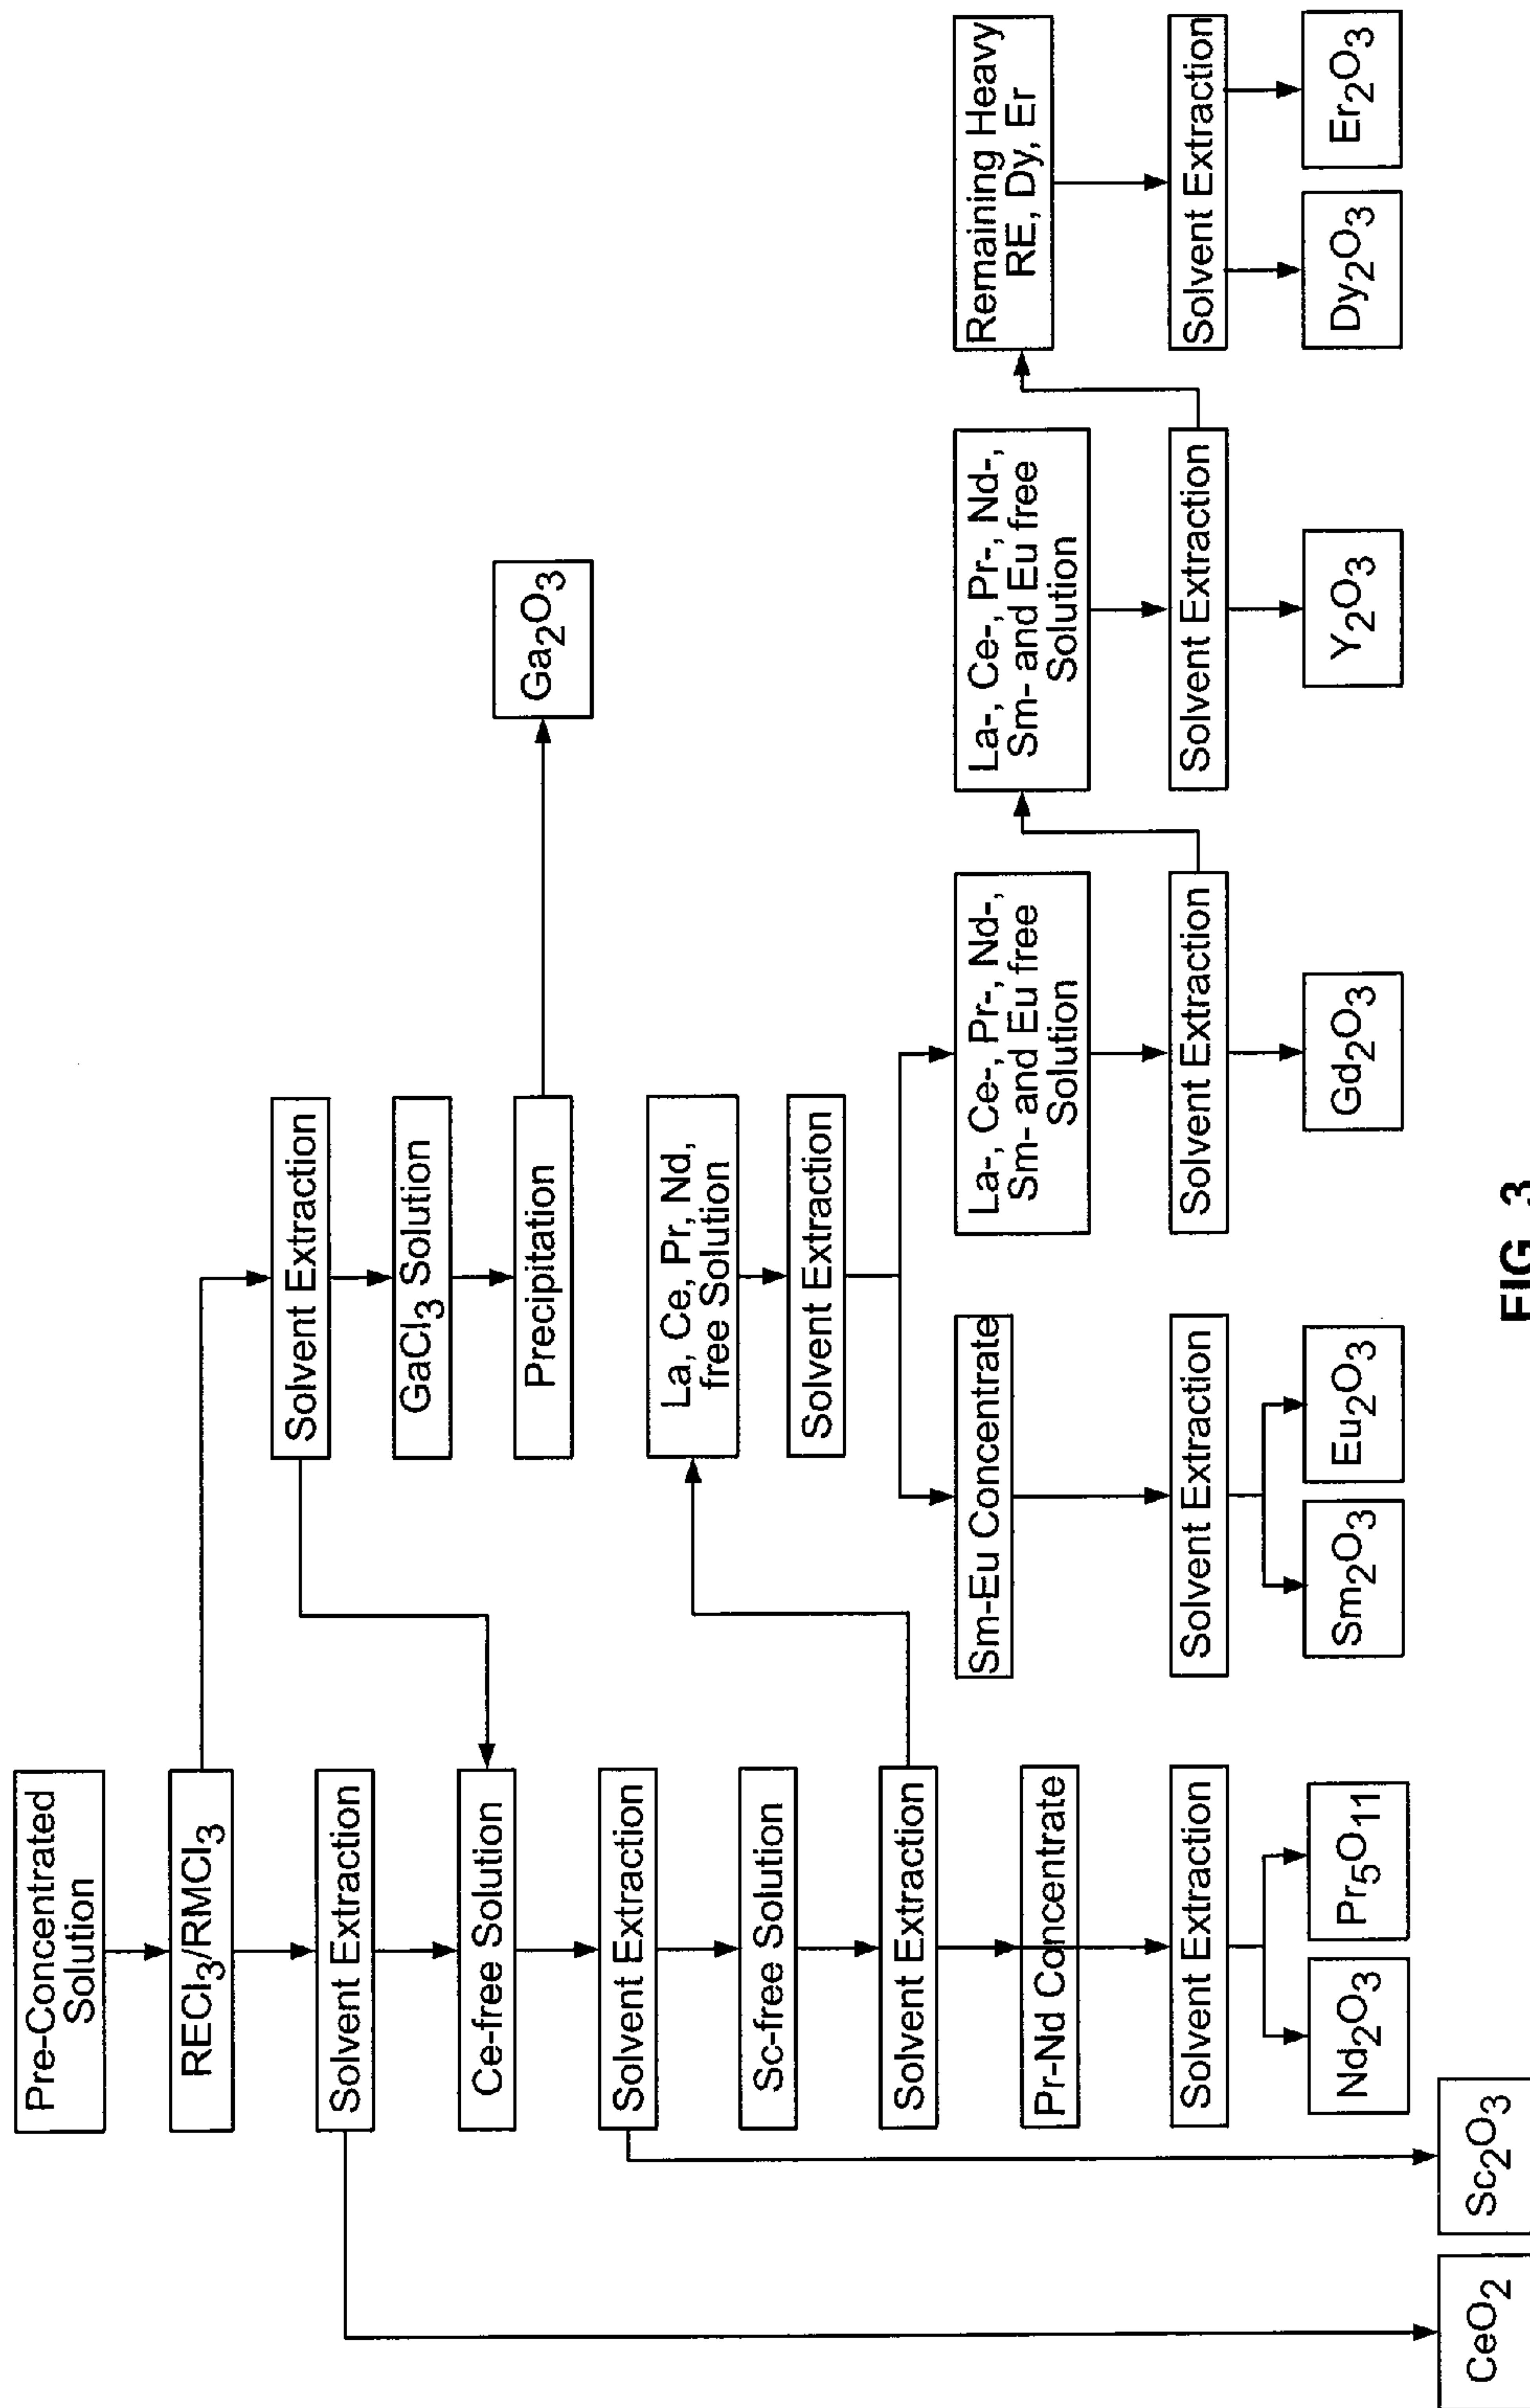 Pre-Concentrated
Solution
RECl3/RMCl3
Solvent Extraction
Ce-free Solution
Solvent Extraction
Sc-free Solution
Solvent Extraction
Pr-Nd Concentrate
Solvent Extraction
Nd2O3
Pr5O11
CeO2
Sc2O3
Solvent Extraction
GaCl3 Solution
Precipitation
Ga2O3
La, Ce, Pr, Nd,
free Solution
Solvent Extraction
Sm-Eu Concentrate
Solvent Extraction
Sm2O3
Eu2O3
La-, Ce-, Pr-, Nd-,
Sm- and Eu free
Solution
Solvent Extraction
Gd2O3
La-, Ce-, Pr-, Nd-,
Sm- and Eu free
Solution
Solvent Extraction
Y2O3
Remaining Heavy
RE, Dy, Er
Solvent Extraction
Dy2O3
Er2O3
FIG. 3